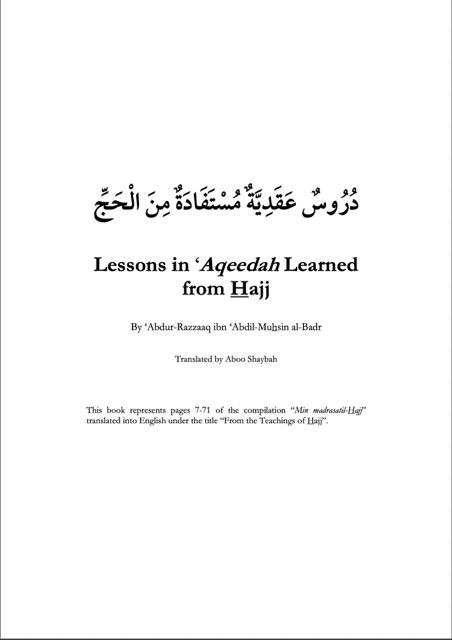 دُرُوسٌ عَقَدِيَّةٌ مُسْتَفَادَةٌ مِنَ الْحَجِّ
Lessons in ‘Aqeedah Learned
from Hajj
By ‘Abdur-Razzaaq ibn ‘Abdil-Muhsin al-Badr
Translated by Aboo Shaybah
This book represents pages 7-71 of the compilation “Min madrasatil-Hajj”
translated into English under the title “From the Teachings of Hajj”.